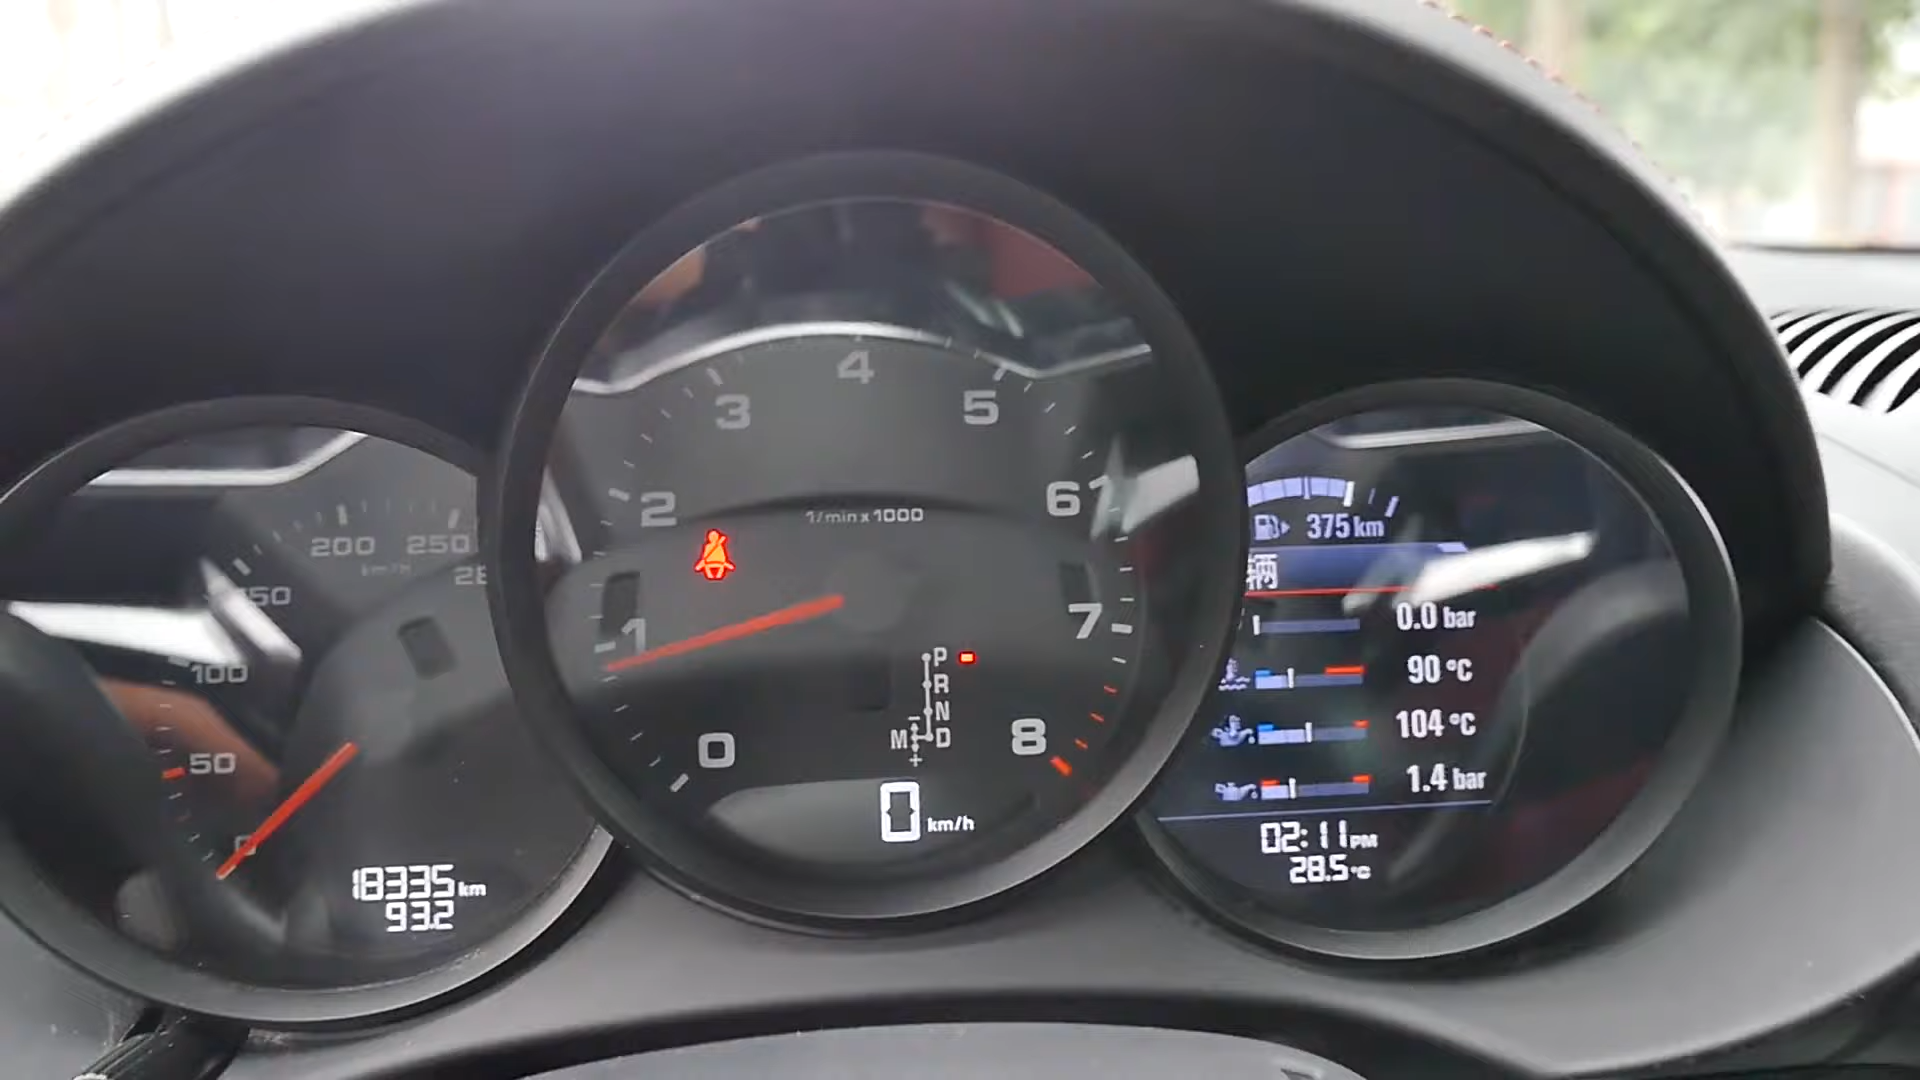 200 250
km/h
28
150
100
50
0
18335 km
93.2
4
3 5
2 6
1/min x 1000
1 7
0 8
P
R
N
M D
-
+
0 km/h
375 km
辆
0.0 bar
90 °C
104 °C
1.4 bar
02:11 PM
28.5 °C